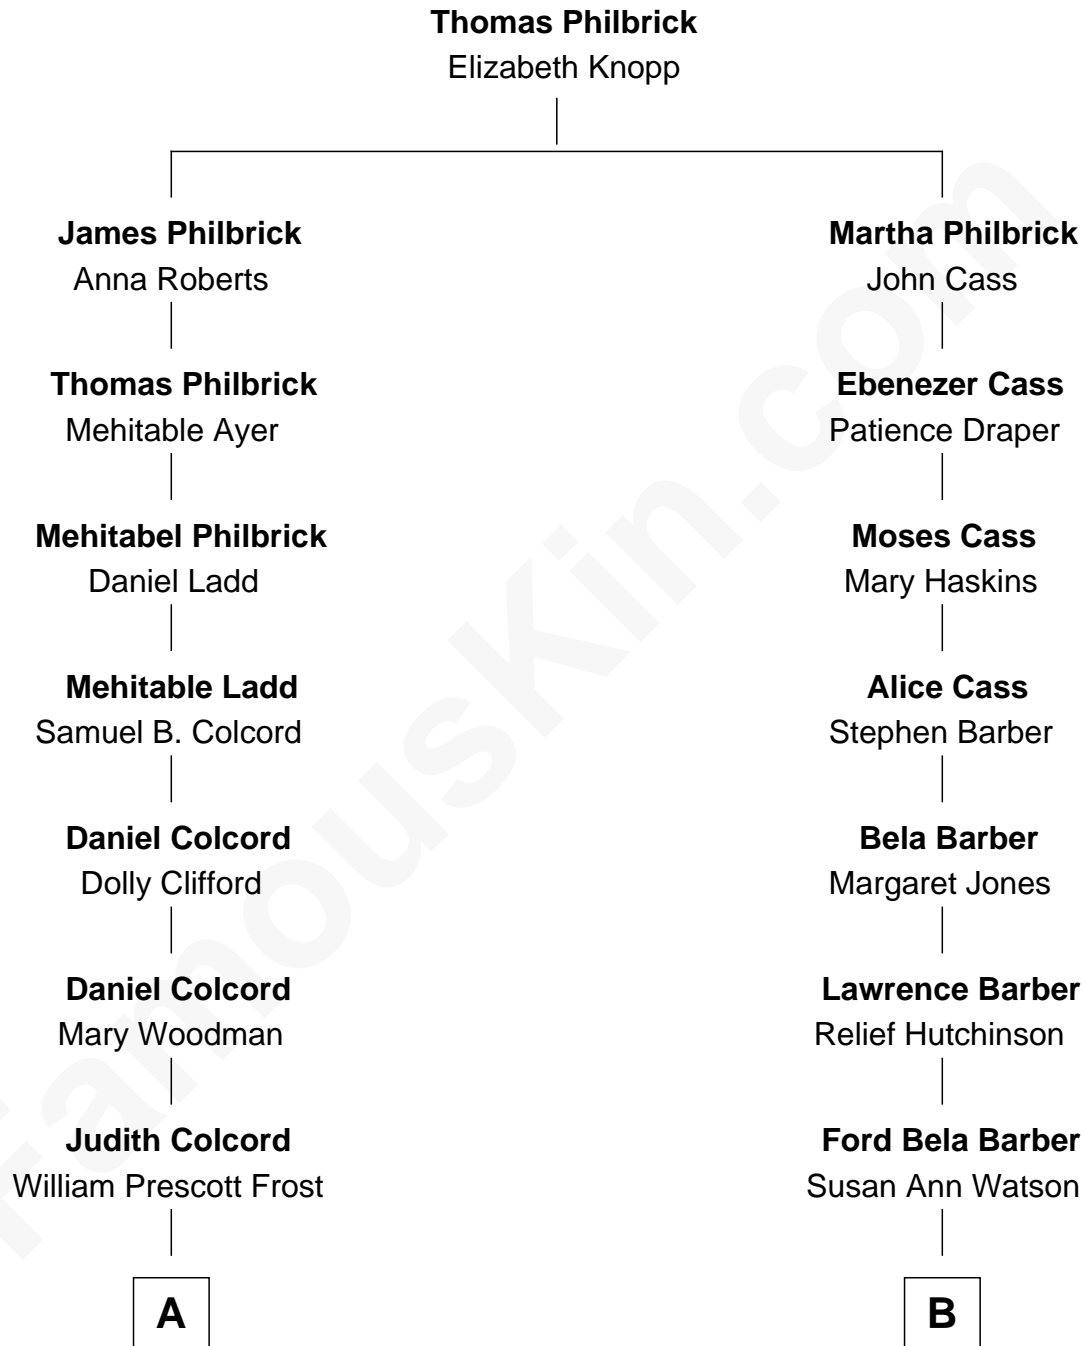 Thomas Philbrick
Elizabeth Knopp
James Philbrick
Anna Roberts
Martha Philbrick
John Cass
Thomas Philbrick
Mehitable Ayer
Ebenezer Cass
Patience Draper
Mehitabel Philbrick
Daniel Ladd
Moses Cass
Mary Haskins
Mehitable Ladd
Samuel B. Colcord
Alice Cass
Stephen Barber
Daniel Colcord
Dolly Clifford
Bela Barber
Margaret Jones
Daniel Colcord
Mary Woodman
Lawrence Barber
Relief Hutchinson
Judith Colcord
William Prescott Frost
Ford Bela Barber
Susan Ann Watson
A
B
FamousKin.com